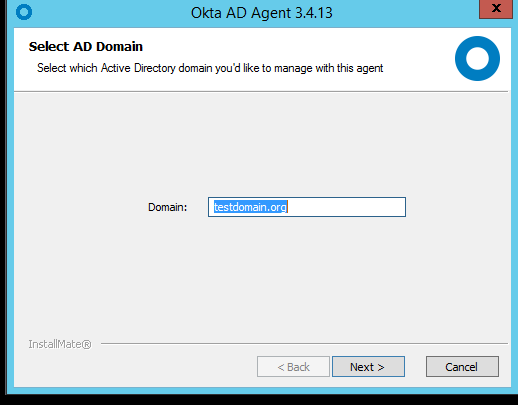 Okta AD Agent 3.4.13
x
Select AD Domain
Select which Active Directory domain you'd like to manage with this agent
Domain: testdomain.org
InstallMate®
< Back Next > Cancel